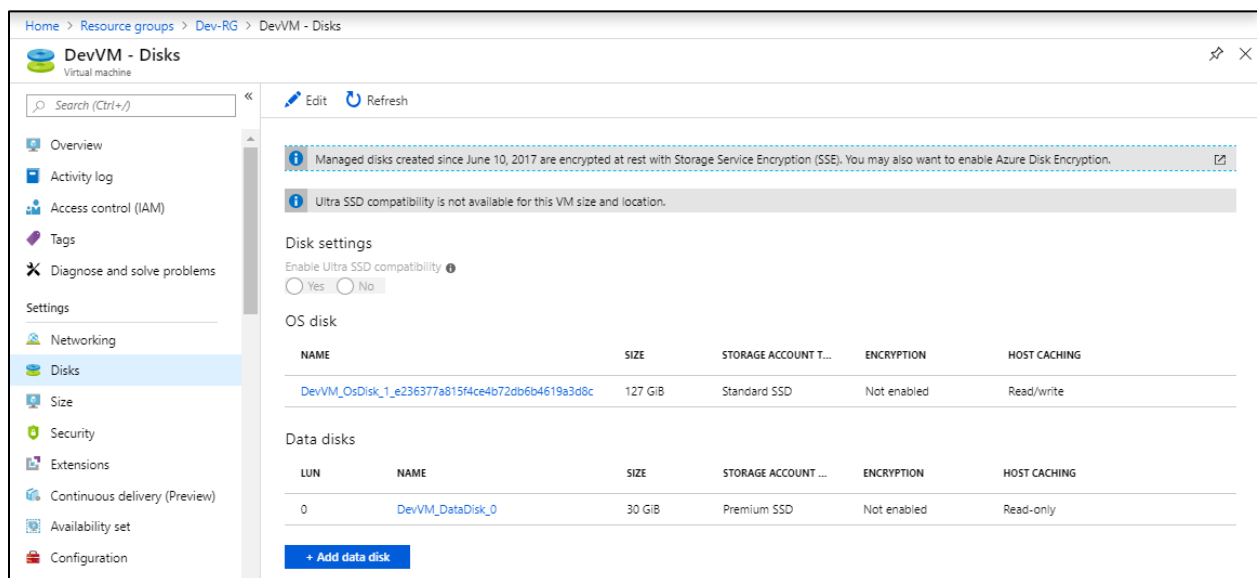 Home > Resource groups > Dev-RG > DevVM - Disks
DevVM - Disks
Virtual machine
Search (Ctrl+/)
«
Overview
Activity log
Access control (IAM)
Tags
Diagnose and solve problems
Settings
Networking
Disks
Size
Security
Extensions
Continuous delivery (Preview)
Availability set
Configuration
Edit Refresh
Managed disks created since June 10, 2017 are encrypted at rest with Storage Service Encryption (SSE). You may also want to enable Azure Disk Encryption.
Ultra SSD compatibility is not available for this VM size and location.
Disk settings
Enable Ultra SSD compatibility
Yes No
OS disk
NAME SIZE STORAGE ACCOUNT T... ENCRYPTION HOST CACHING
DevVM_OsDisk_1_e236377a815f4ce4b72db6b4619a3d8c 127 GiB Standard SSD Not enabled Read/write
Data disks
LUN NAME SIZE STORAGE ACCOUNT ... ENCRYPTION HOST CACHING
0 DevVM_DataDisk_0 30 GiB Premium SSD Not enabled Read-only
+ Add data disk